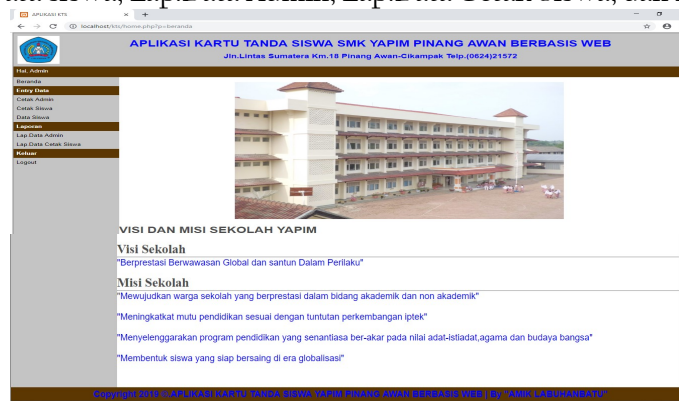 APLIKASI KTS
localhost/kts/home.php?p=beranda
APLIKASI KARTU TANDA SISWA SMK YAPIM PINANG AWAN BERBASIS WEB
Jln.Lintas Sumatera Km.18 Pinang Awan-Cikampak Telp.(0624)21572
Hai, Admin
Beranda
Entry Data
Cetak Admin
Cetak Siswa
Data Siswa
Laporan
Lap Data Admin
Lap Data Cetak Siswa
Keluar
Logout
VISI DAN MISI SEKOLAH YAPIM
Visi Sekolah
"Berprestasi Berwawasan Global dan santun Dalam Perilaku"
Misi Sekolah
"Mewujudkan warga sekolah yang berprestasi dalam bidang akademik dan non akademik"
"Meningkatkat mutu pendidikan sesuai dengan tuntutan perkembangan iptek"
"Menyelenggarakan program pendidikan yang senantiasa ber-akar pada nilai adat-istiadat,agama dan budaya bangsa"
"Membentuk siswa yang siap bersaing di era globalisasi"
Copyright 2019 © APLIKASI KARTU TANDA SISWA YAPIM PINANG AWAN BERBASIS WEB | By "AMIK LABUHANBATU"